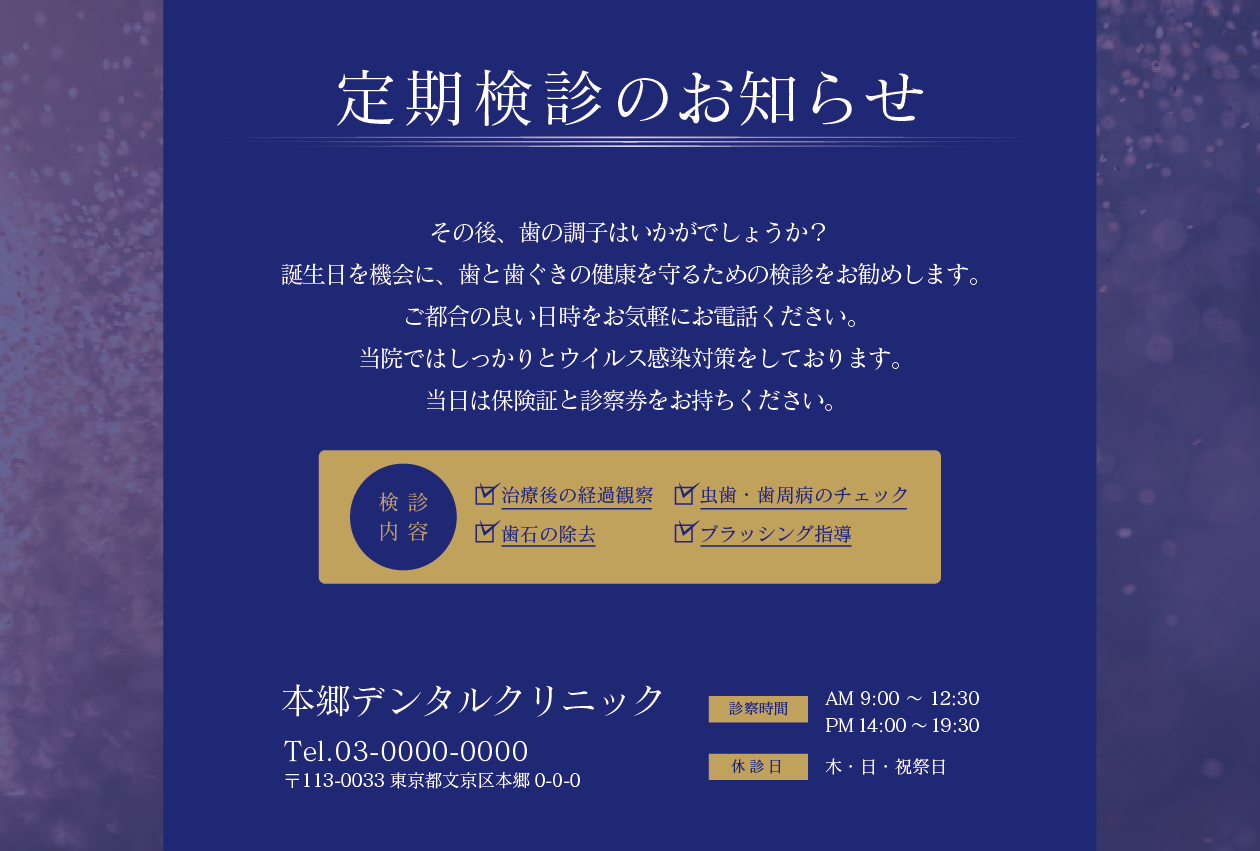 定期検診のお知らせ
その後、歯の調子はいかがでしょうか？
誕生日を機会に、歯と歯ぐきの健康を守るための検診をお勧めします。
ご都合の良い日時をお気軽にお電話ください。
当院ではしっかりとウイルス感染対策をしております。
当日は保険証と診察券をお持ちください。
検診
内容
治療後の経過観察
虫歯・歯周病のチェック
歯石の除去
ブラッシング指導
本郷デンタルクリニック
Tel.03-0000-0000
〒113-0033 東京都文京区本郷 0-0-0
診察時間
AM 9:00 〜 12:30
PM 14:00 〜 19:30
休診日
木・日・祝祭日